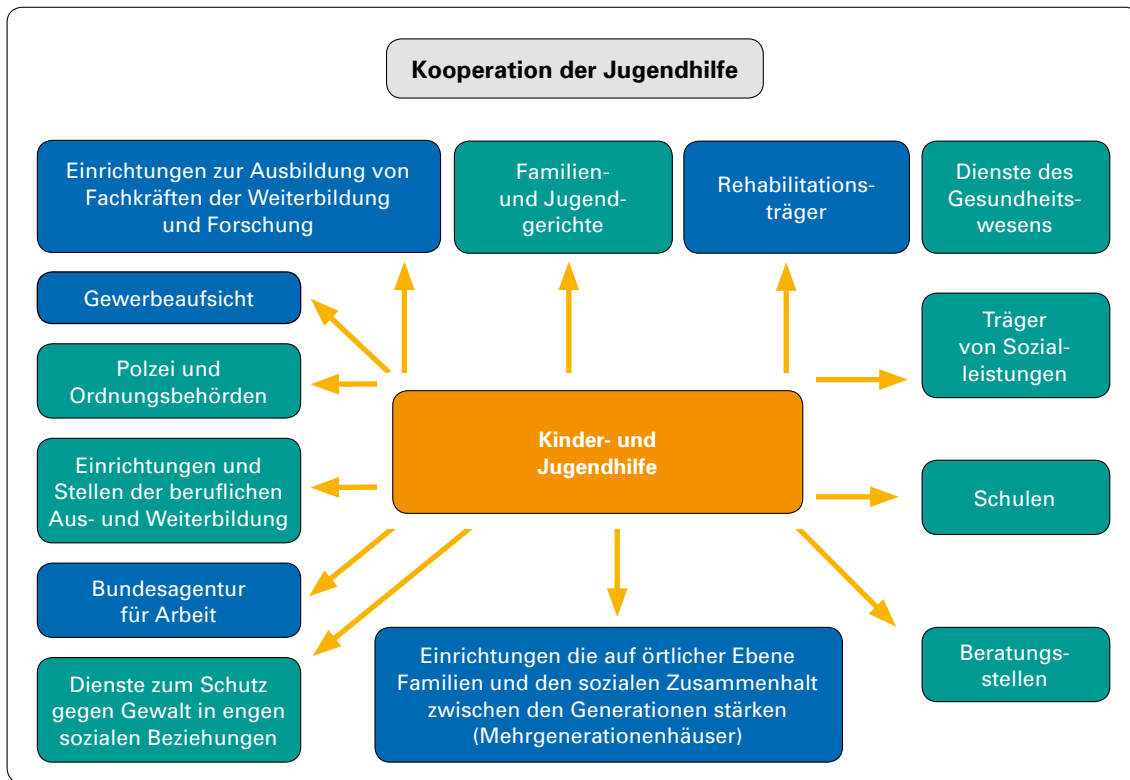 Kooperation der Jugendhilfe
Einrichtungen zur Ausbildung von
Fachkräften der Weiterbildung
und Forschung
Familien-
und Jugend-
gerichte
Rehabilitations-
träger
Dienste des
Gesundheits-
wesens
Gewerbeaufsicht
Polzei und
Ordnungsbehörden
Träger
von Sozial-
leistungen
Kinder- und
Jugendhilfe
Einrichtungen und
Stellen der beruflichen
Aus- und Weiterbildung
Schulen
Bundesagentur
für Arbeit
Dienste zum Schutz
gegen Gewalt in engen
sozialen Beziehungen
Einrichtungen die auf örtlicher Ebene
Familien und den sozialen Zusammenhalt
zwischen den Generationen stärken
(Mehrgenerationenhäuser)
Beratungs-
stellen